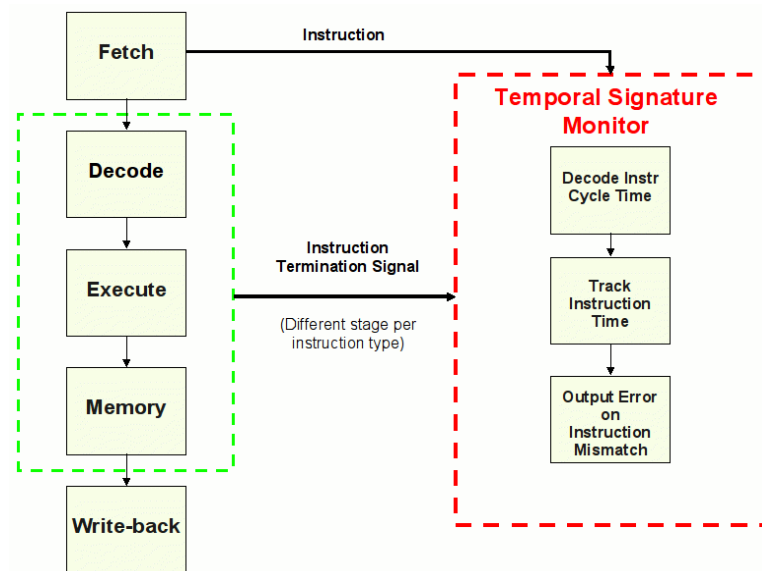 Fetch
Instruction
Temporal Signature
Monitor
Decode
Decode Instr
Cycle Time
Instruction
Termination Signal
(Different stage per
instruction type)
Execute
Track
Instruction
Time
Memory
Output Error
on
Instruction
Mismatch
Write-back